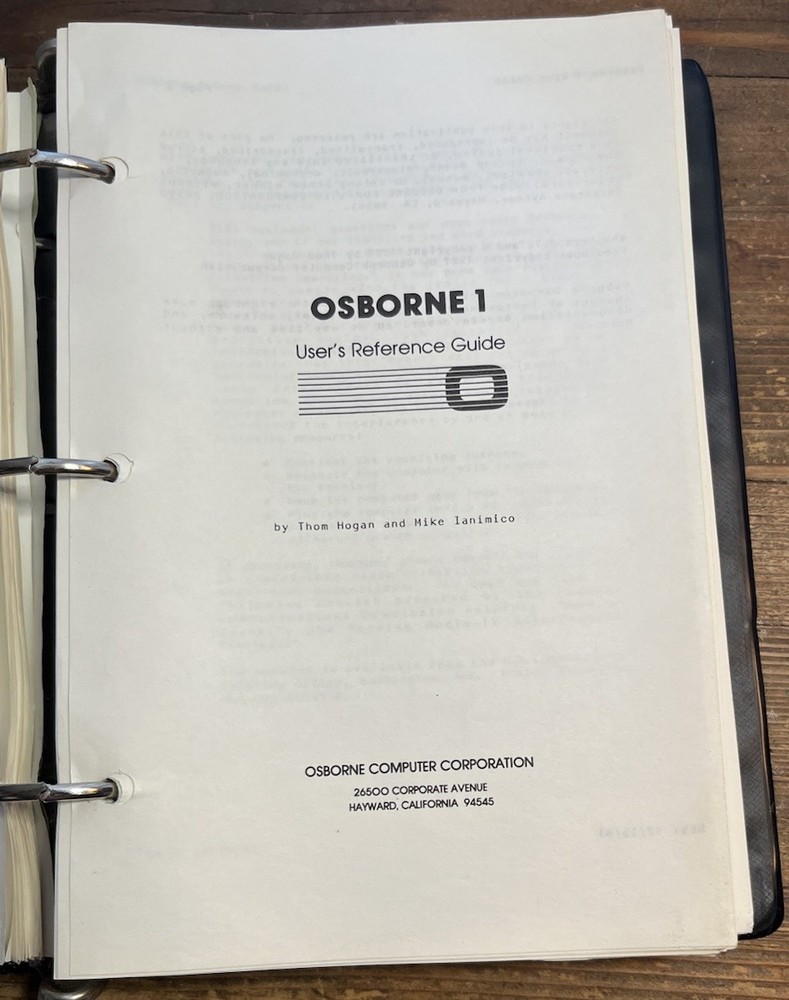 OSBORNE 1
User's Reference Guide
by Thom Hogan and Mike Ianimico
OSBORNE COMPUTER CORPORATION
26500 CORPORATE AVENUE
HAYWARD, CALIFORNIA 94545